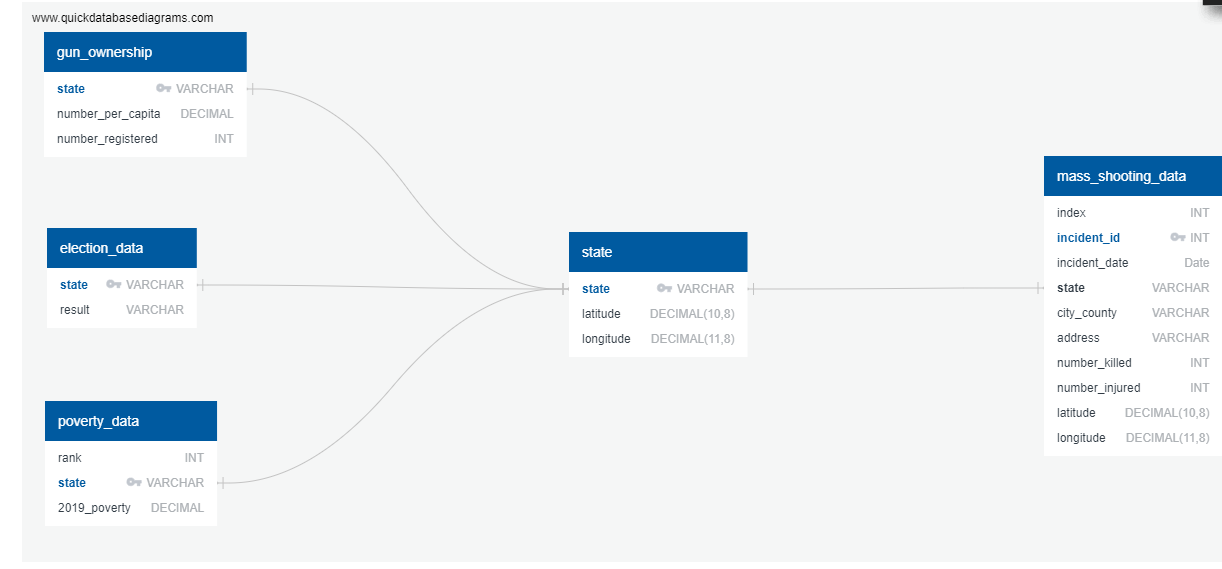 www.quickdatabasediagrams.com
gun_ownership
state VARCHAR
number_per_capita DECIMAL
number_registered INT
election_data
state VARCHAR
result VARCHAR
poverty_data
rank INT
state VARCHAR
2019_poverty DECIMAL
state
state VARCHAR
latitude DECIMAL(10,8)
longitude DECIMAL(11,8)
mass_shooting_data
index INT
incident_id INT
incident_date Date
state VARCHAR
city_county VARCHAR
address VARCHAR
number_killed INT
number_injured INT
latitude DECIMAL(10,8)
longitude DECIMAL(11,8)